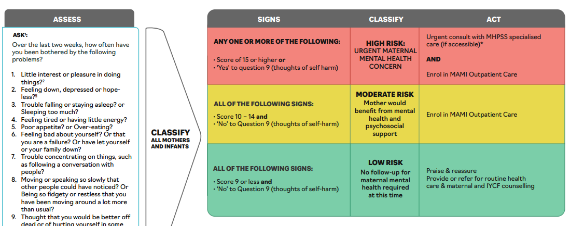 ASSESS
ASK:
Over the last two weeks, how often have
you been bothered by the following
problems?
1. Little interest or pleasure in doing
things?
2. Feeling down, depressed or hope-
less?
3. Trouble falling or staying asleep? or
Sleeping too much?
4. Feeling tired or having little energy?
5. Poor appetite? or Over-eating?
6. Feeling bad about yourself? Or that
you are a failure? Or have let yourself
or your family down?
7. Trouble concentrating on things, such
as following a conversation with
people?
8. Moving or speaking so slowly that
other people could have noticed? Or
Being so fidgety or restless that you
have been moving around a lot more
than usual?
9. Thought that you would be better off
dead or of hurting yourself in some
CLASSIFY
ALL MOTHERS
AND INFANTS
SIGNS CLASSIFY ACT
ANY ONE OR MORE OF THE FOLLOWING:
• Score of 15 or higher or
• 'Yes' to question 9 (thoughts of self harm)
HIGH RISK:
URGENT MATERNAL
MENTAL HEALTH
CONCERN
Urgent consult with MHPSS specialised
care (if accessible)*
AND
Enrol in MAMI Outpatient Care
ALL OF THE FOLLOWING SIGNS:
• Score 10 – 14 and
• 'No' to Question 9 (thoughts of self-harm)
MODERATE RISK
Mother would
benefit from mental
health and
psychosocial
support
Enrol in MAMI Outpatient Care
ALL OF THE FOLLOWING SIGNS:
• Score 9 or less and
• 'No' to Question 9 (thoughts of self-harm)
LOW RISK
No follow-up for
maternal mental
health required
at this time
Praise & reassure
Provide or refer for routine health
care & maternal and IYCF counselling